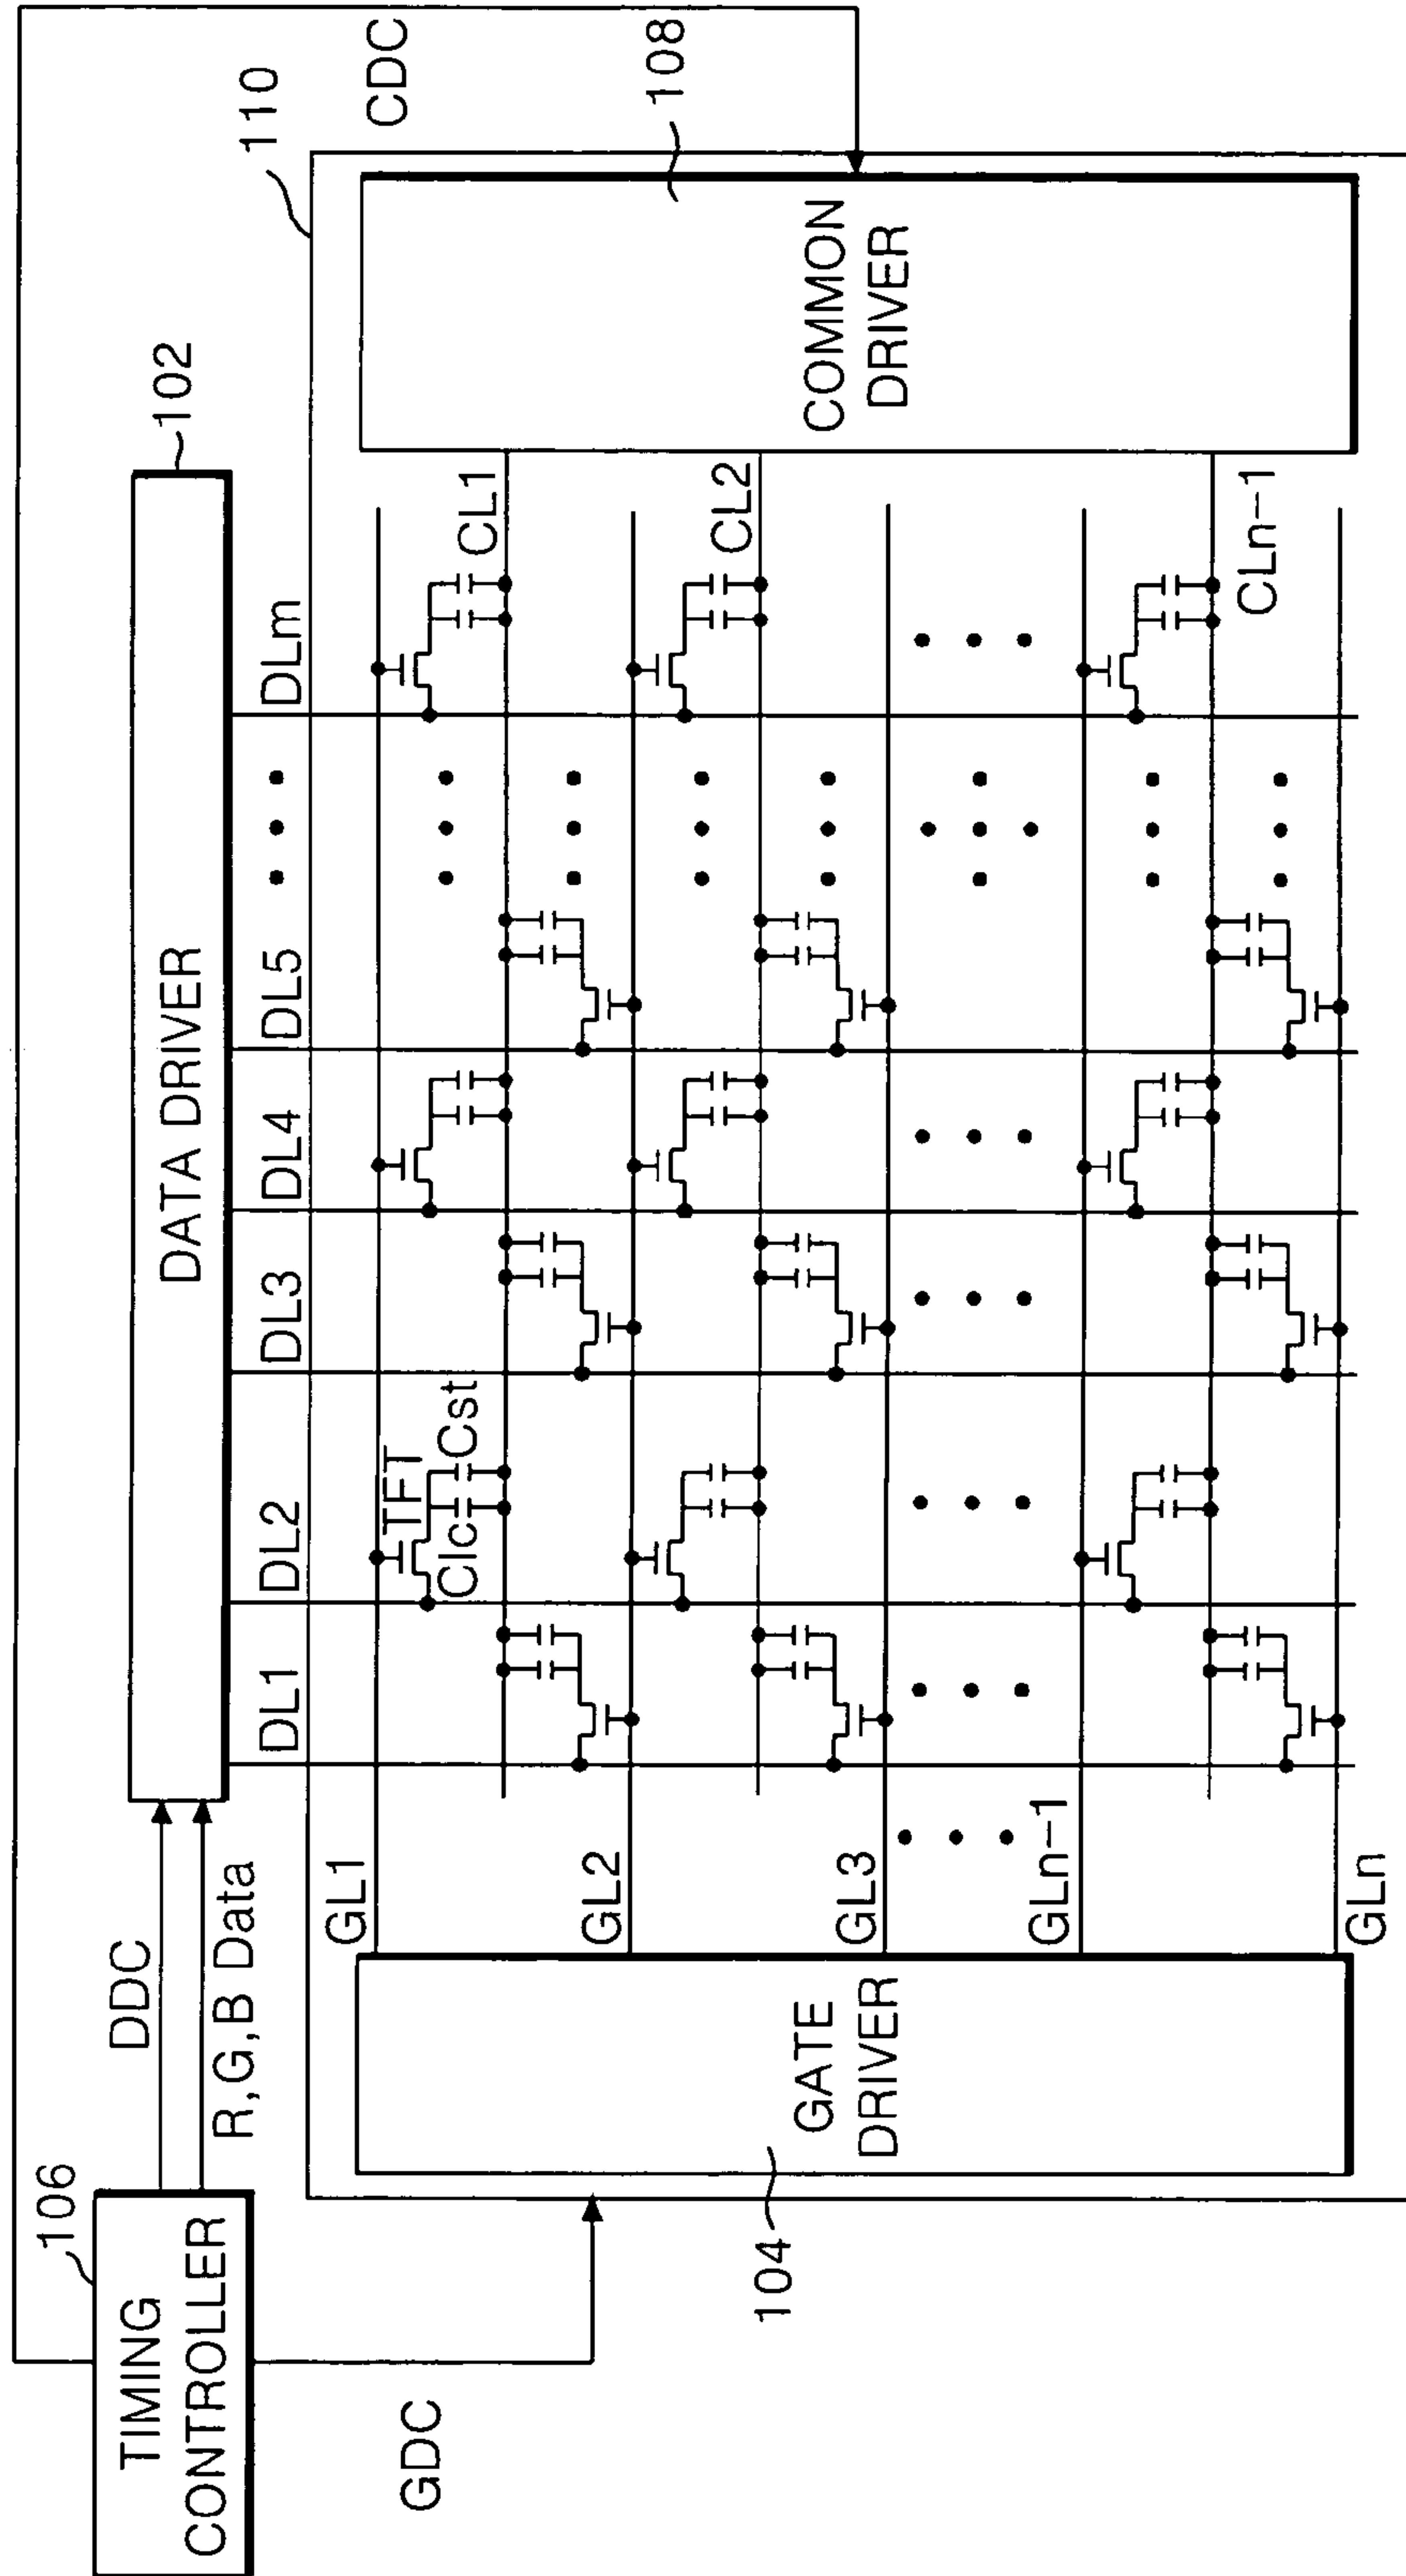 106
TIMING
CONTROLLER
DDC
R,G,B Data
GDC
DATA DRIVER
102
110
CDC
108
DL1
DL2
DL3
DL4
DL5
DLm
GL1
TFT
Clc
Cst
CL1
GL2
CL2
GL3
GLn-1
CLn-1
GLn
GATE
DRIVER
104
COMMON
DRIVER